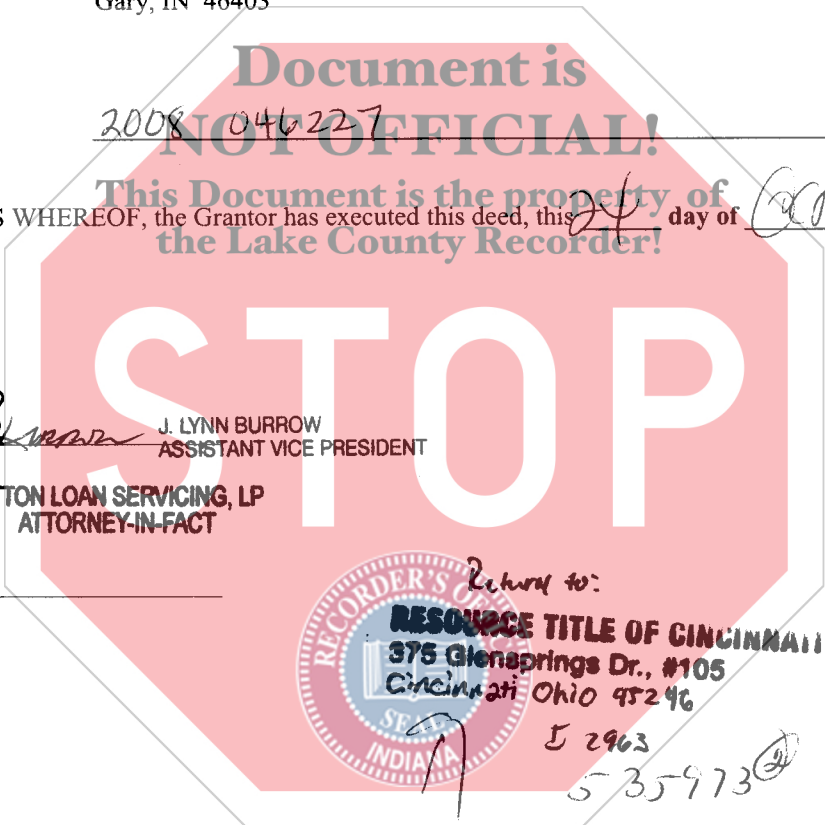 Gary, IN 46403
Document is
2008 046227
NOT OFFICIAL!
This Document is the property of
S WHEREOF, the Grantor has executed this deed, this 24 day of
the Lake County Recorder!
STOP
J. LYNN BURROW
ASSISTANT VICE PRESIDENT
TON LOAN SERVICING, LP
ATTORNEY-IN-FACT
Return to:
RESOURCE TITLE OF CINCINNATI
375 Glensprings Dr., #105
Cincinnati Ohio 45246
RECORDER'S OFFICE
SEAL
INDIANA
I 2963
535973 2